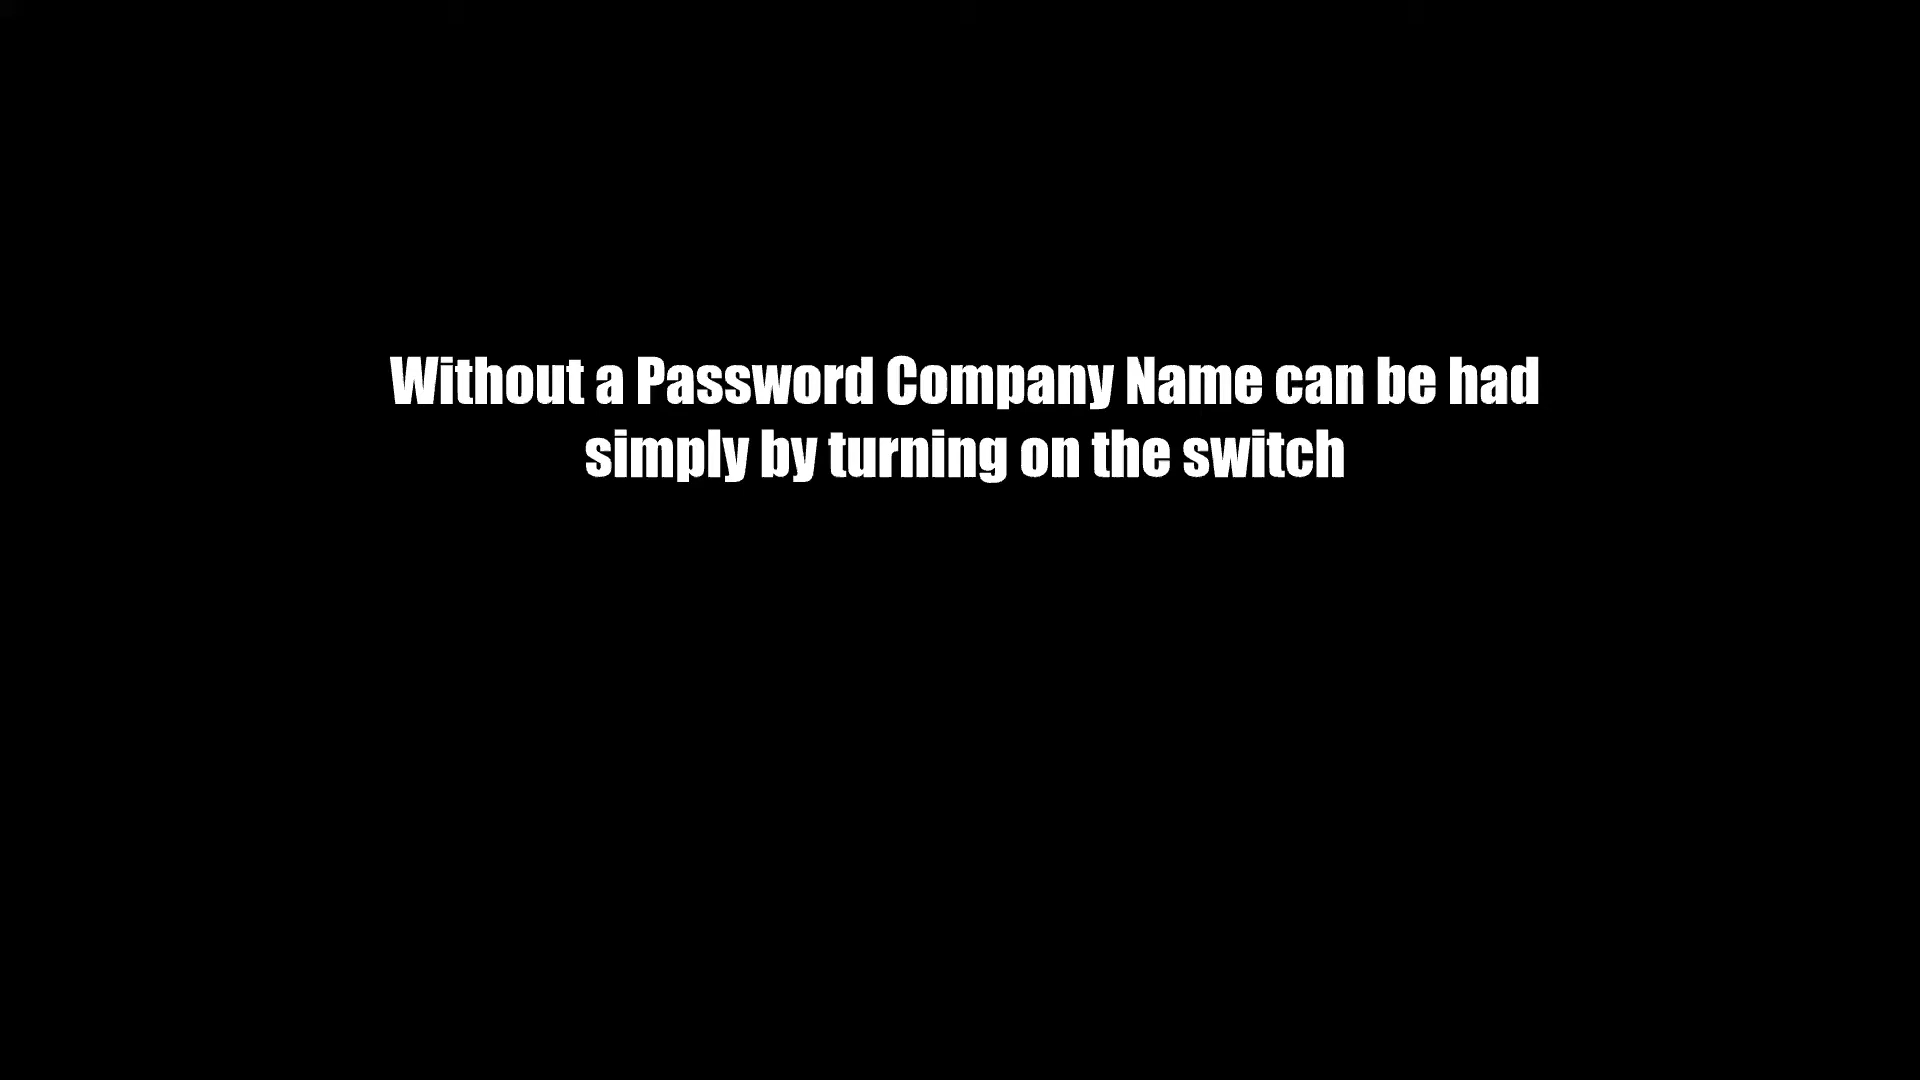 Without a Password Company Name can be had
simply by turning on the switch